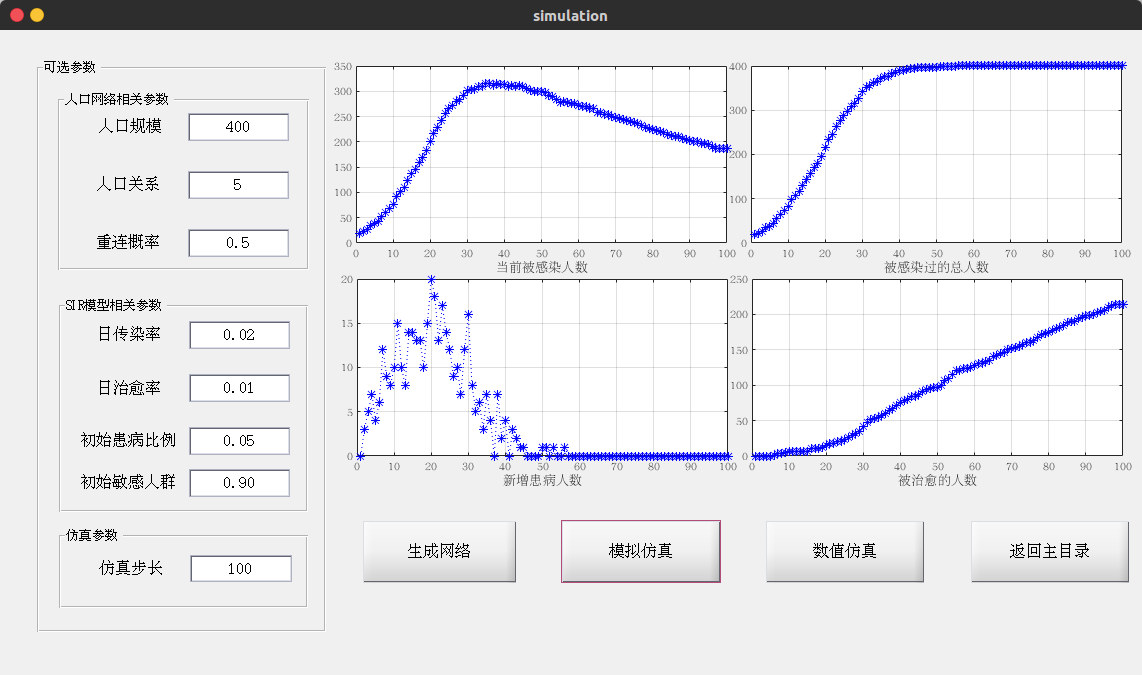 simulation
可选参数
人口网络相关参数
人口规模 400
人口关系 5
重连概率 0.5
SIR模型相关参数
日传染率 0.02
日治愈率 0.01
初始患病比例 0.05
初始敏感人群 0.90
仿真参数
仿真步长 100
350
300
250
200
150
100
50
0
0 10 20 30 40 50 60 70 80 90 100
当前被感染人数
400
300
200
100
0
0 10 20 30 40 50 60 70 80 90 100
被感染过的总人数
20
15
10
5
0
0 10 20 30 40 50 60 70 80 90 100
新增患病人数
250
200
150
100
50
0
0 10 20 30 40 50 60 70 80 90 100
被治愈的人数
生成网络 模拟仿真 数值仿真 返回主目录